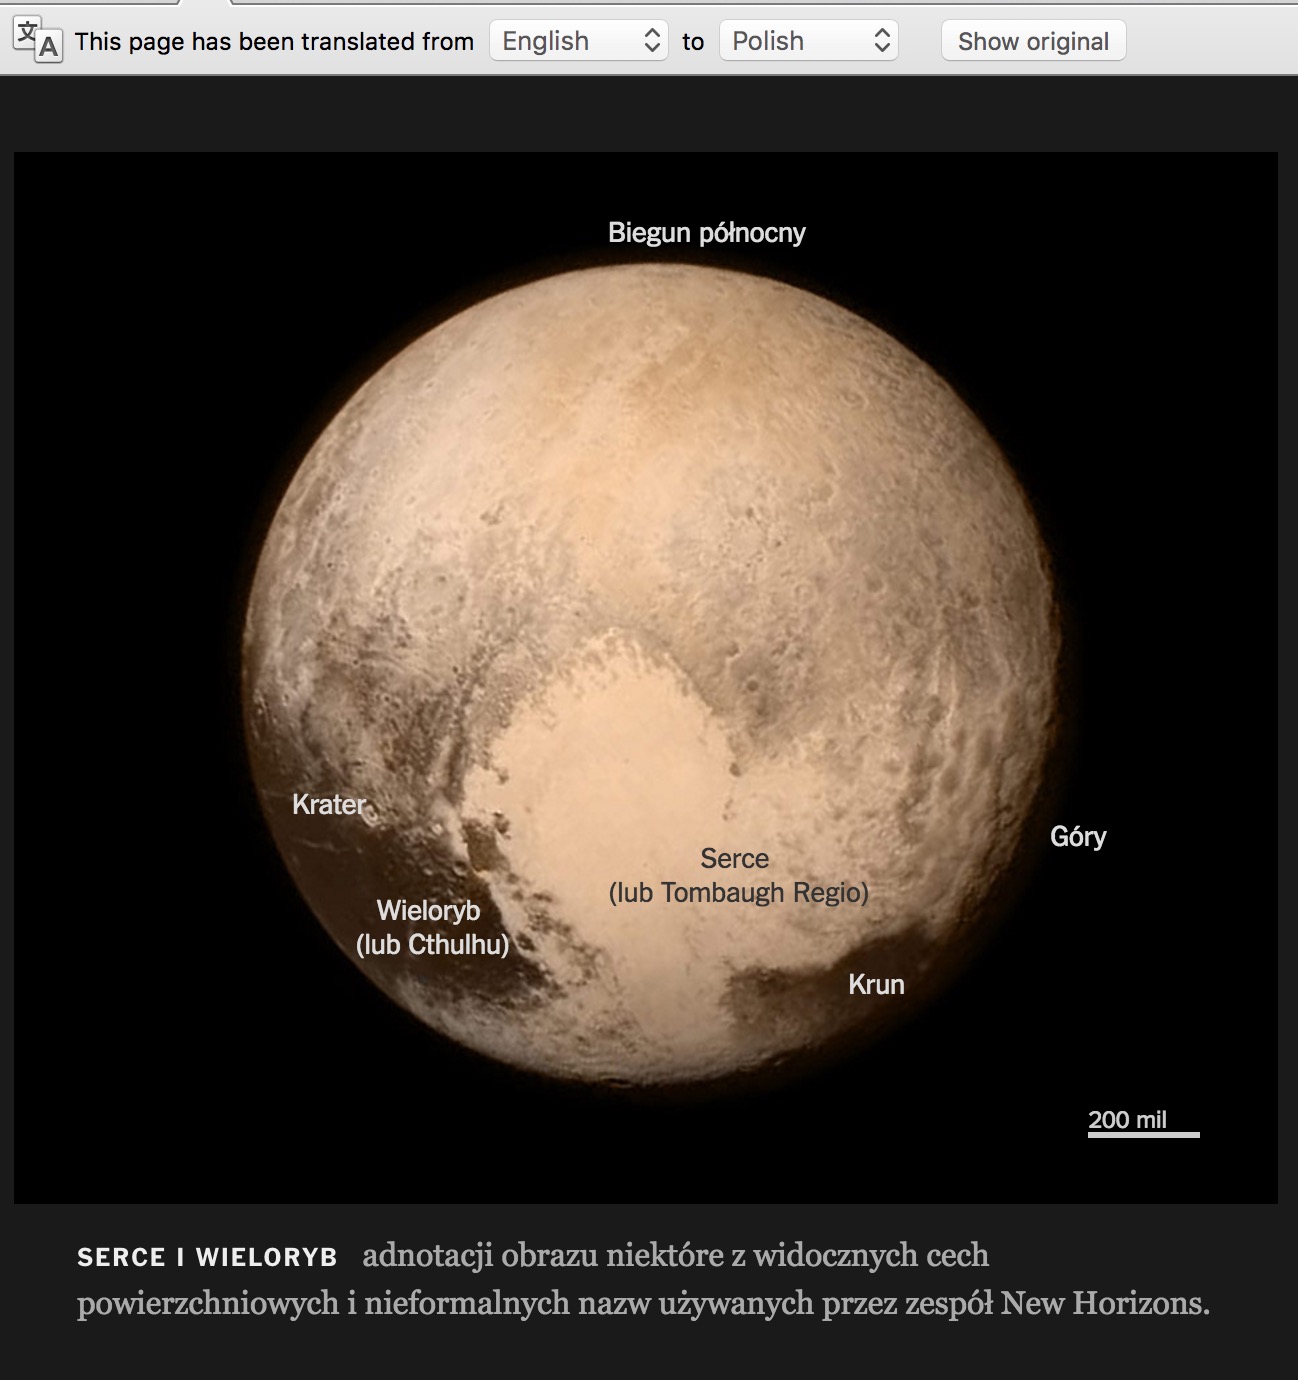 This page has been translated from English to Polish Show original
Biegun północny
Krater
Góry
Serce
(lub Tombaugh Regio)
Wieloryb
(lub Cthulhu)
Krun
200 mil
SERCE I WIELORYB adnotacji obrazu niektóre z widocznych cech
powierzchniowych i nieformalnych nazw używanych przez zespół New Horizons.